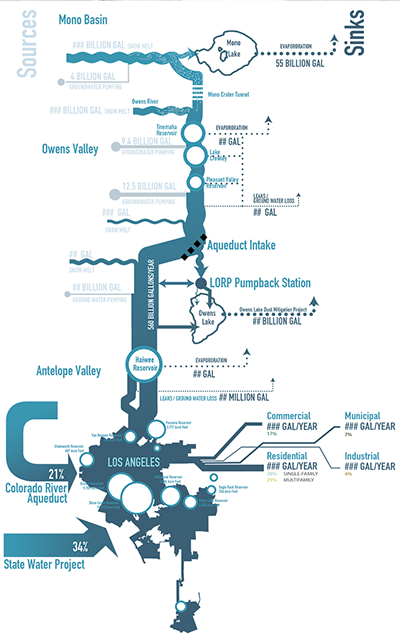 Sources
Sinks
Mono Basin
### BILLION GAL SNOW MELT
Mono
Lake
EVAPORORATION
55 BILLION GAL
4 BILLION GAL
GROUNDWATER PUMPING
Mono Crater Tunnel
Owens River
### BILLION GAL SNOW MELT
Tinemaha
Reservoir
EVAPORORATION
## GAL
Owens Valley
9.4 BILLION GAL
GROUNDWATER PUMPING
Lake
Crowley
Pleasant Valley
Reservoir
12.5 BILLION GAL
GROUNDWATER PUMPING
LEAKS /
GROUND WATER LOSS
## GAL
### GAL
SNOW MELT
Aqueduct Intake
## GAL
SNOW MELT
LORP Pumpback Station
## BILLION GAL
GROUND WATER PUMPING
560 BILLION GALLONS/YEAR
Owens
Lake
Owens Lake Dust Mitigation Project
## BILLION GAL
Haiwee
Reservoir
EVAPORORATION
## GAL
Antelope Valley
LEAKS / GROUND WATER LOSS ## MILLION GAL
Commercial
### GAL/YEAR
17%
Municipal
### GAL/YEAR
7%
LOS ANGELES
Residential
### GAL/YEAR
SINGLE-FAMILY
29% MULTIFAMILY
Industrial
### GAL/YEAR
4%
21%
Colorado River
Aqueduct
34%
State Water Project